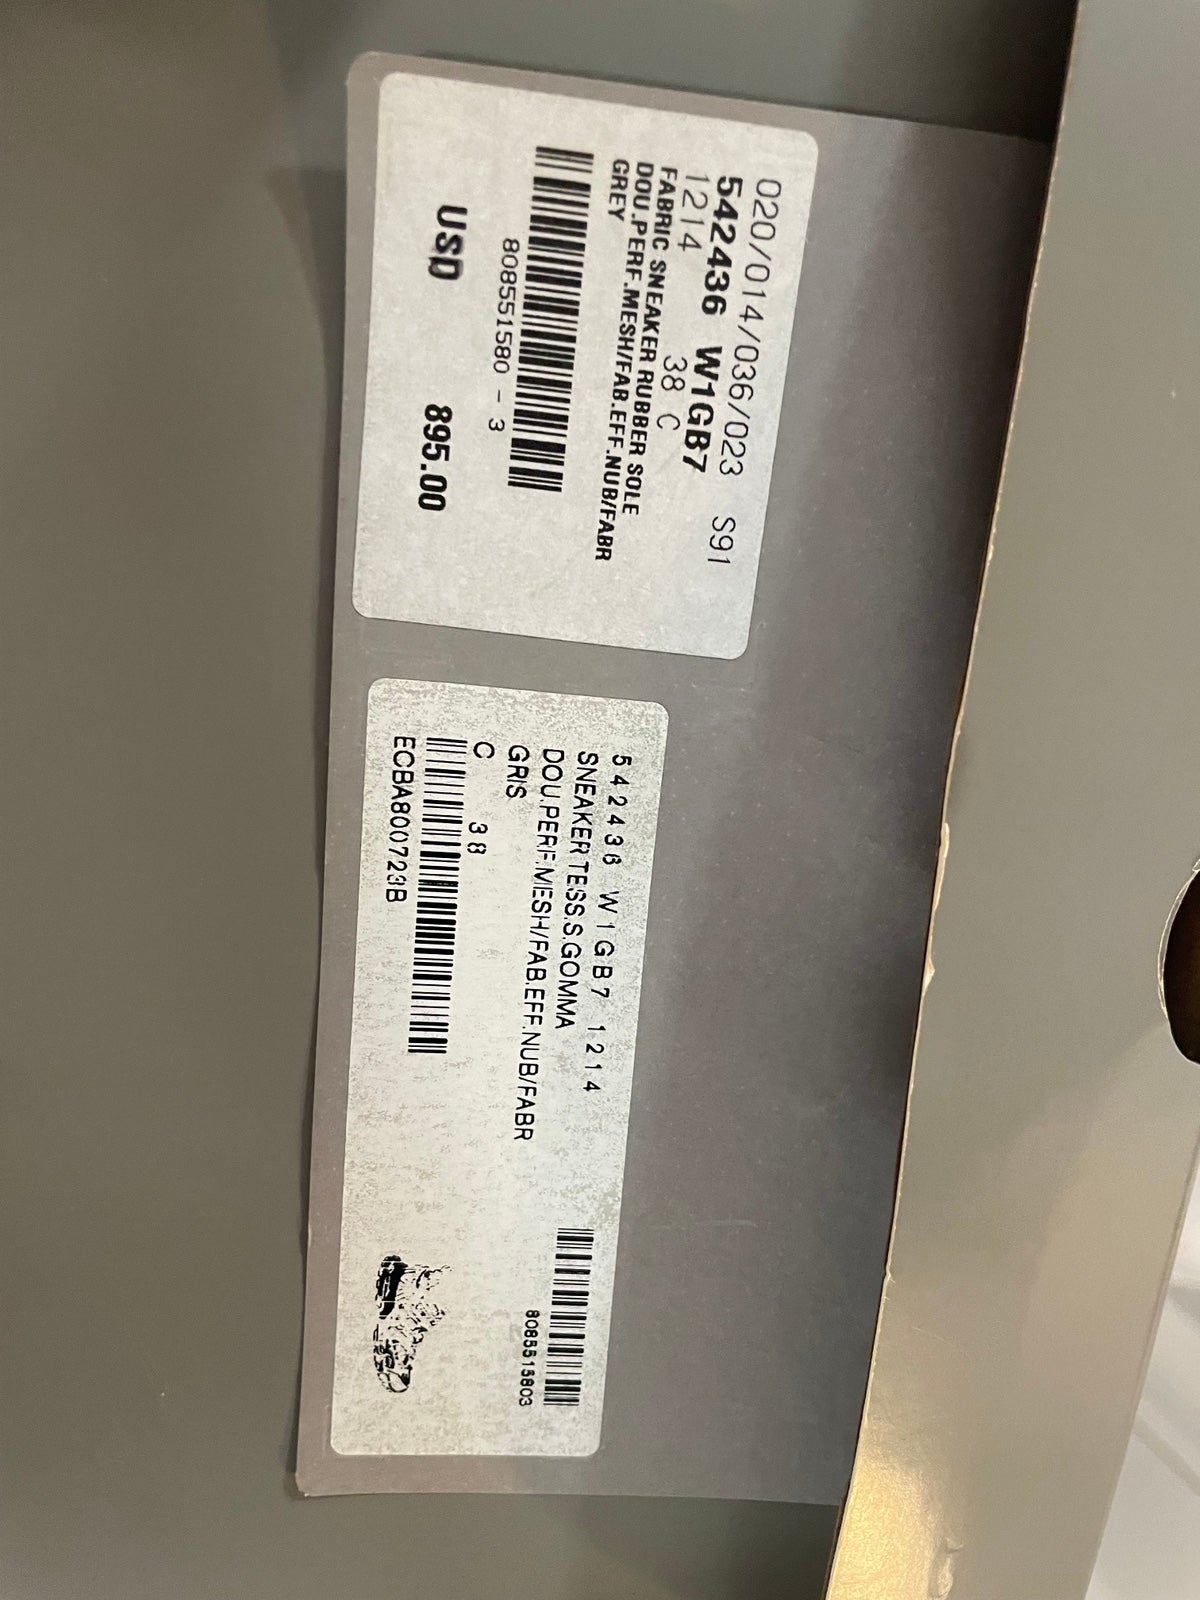 020/014/036/023 S91
542436 W1GB7
1214 38 C
FABRIC SNEAKER RUBBER SOLE
DOU.PERF.MESH/FAB.EFF.NUB/FABR
GREY
808551580 - 3
USD 895.00
542436 W1GB7 1214
SNEAKER TESS.S.GOMMA
DOU.PERF.MESH/FAB.EFF.NUB/FABR
GRIS
8085515803
C 38
ECBA800723B